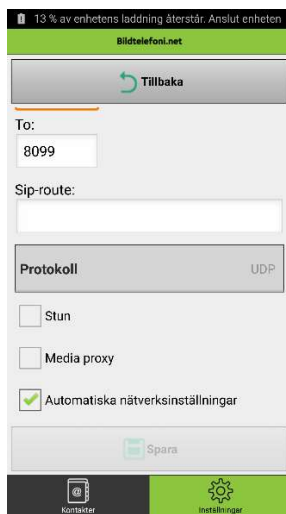 13 % av enhetens laddning återstår. Anslut enheten
Bildtelefoni.net
Tillbaka
To:
8099
Sip-route:
Protokoll UDP
Stun
Media proxy
Automatiska nätverksinställningar
Spara
Kontakter Inställningar